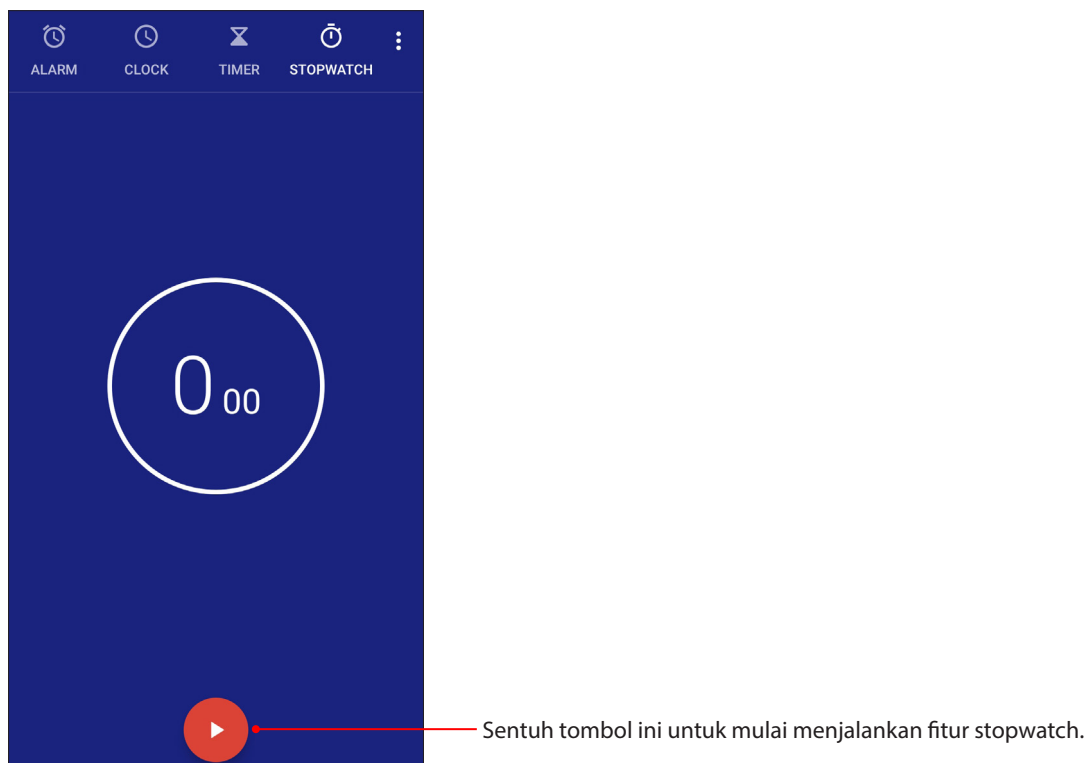 ALARM CLOCK TIMER STOPWATCH
0 00
Sentuh tombol ini untuk mulai menjalankan fitur stopwatch.